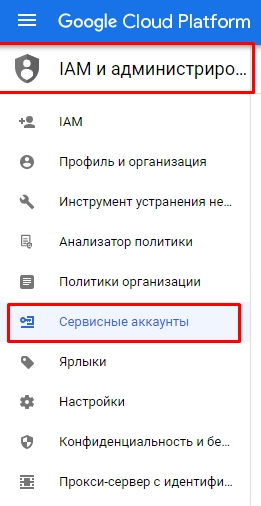 Google Cloud Platform
IAM и администриро...
IAM
Профиль и организация
Инструмент устранения не...
Анализатор политики
Политики организации
Сервисные аккаунты
Ярлыки
Настройки
Конфиденциальность и бе...
Прокси-сервер с идентифи...